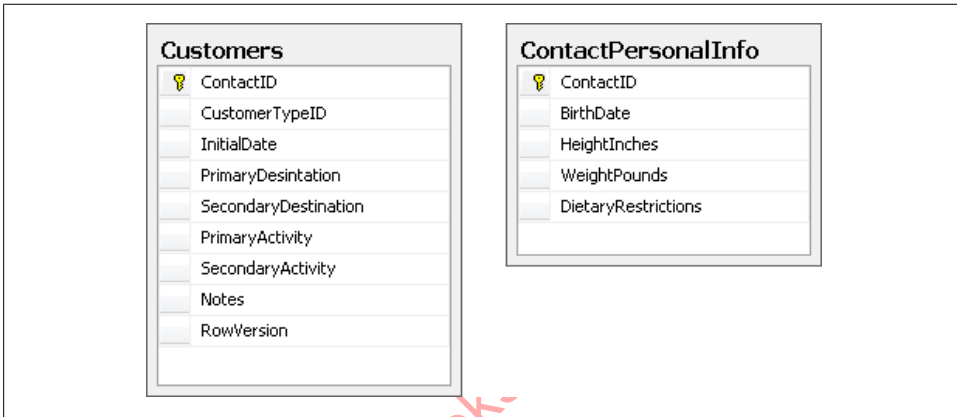 Customers
ContactID
CustomerTypeID
InitialDate
PrimaryDesintation
SecondaryDestination
PrimaryActivity
SecondaryActivity
Notes
RowVersion
ContactPersonalInfo
ContactID
BirthDate
HeightInches
WeightPounds
DietaryRestrictions